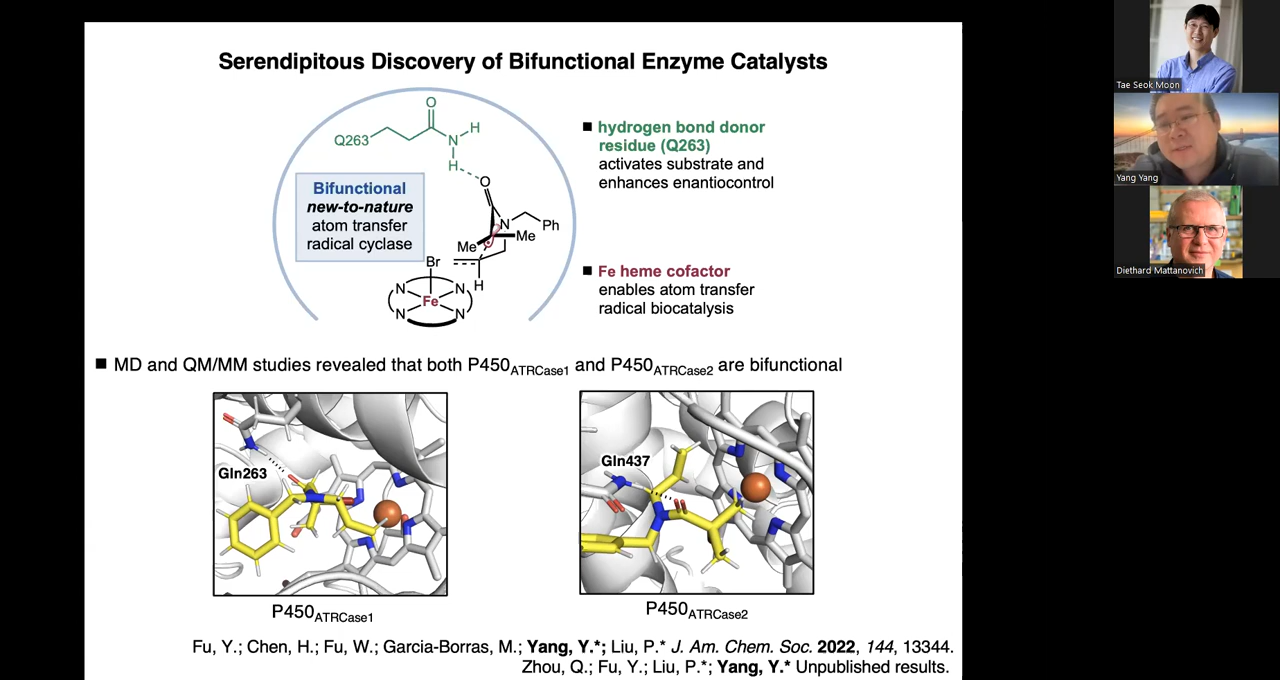 Serendipitous Discovery of Bifunctional Enzyme Catalysts
O
Q263
N
H
H
O
Bifunctional
new-to-nature
atom transfer
radical cyclase
N
Ph
Me
Me
Br
H
N
N
Fe
N
N
■ hydrogen bond donor
residue (Q263)
activates substrate and
enhances enantiocontrol
■ Fe heme cofactor
enables atom transfer
radical biocatalysis
■ MD and QM/MM studies revealed that both P450ATRCase1 and P450ATRCase2 are bifunctional
Gln263
P450ATRCase1
Gln437
P450ATRCase2
Fu, Y.; Chen, H.; Fu, W.; Garcia-Borras, M.; Yang, Y.*; Liu, P.* J. Am. Chem. Soc. 2022, 144, 13344.
Zhou, Q.; Fu, Y.; Liu, P.*; Yang, Y.* Unpublished results.
Tae Seok Moon
Yang Yang
Diethard Mattanovich